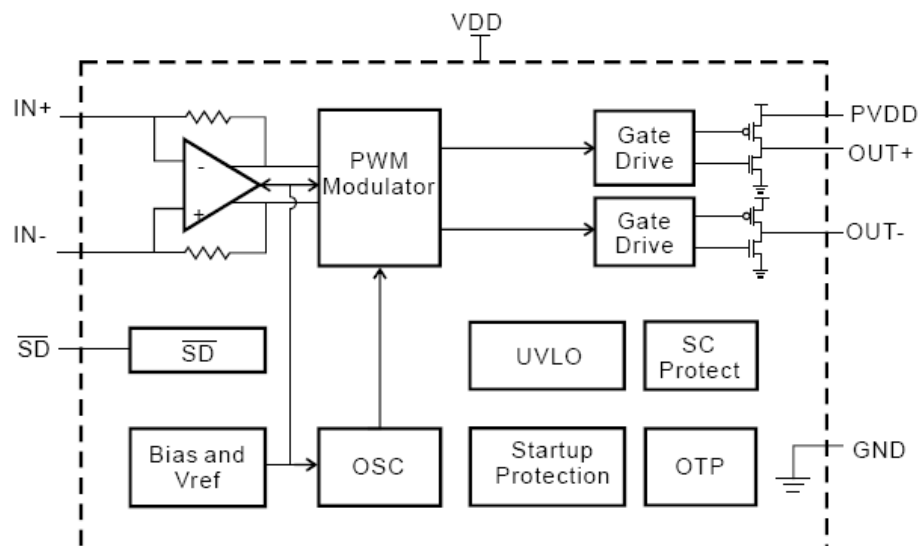 VDD
IN+
PVDD
-
PWM
Modulator
Gate
Drive
OUT+
+
IN-
Gate
Drive
OUT-
SD
SD
UVLO
SC
Protect
Bias and
Vref
OSC
Startup
Protection
OTP
GND